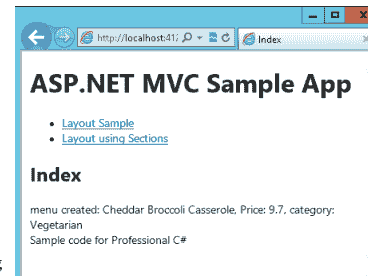 http://localhost:41;
Index
ASP.NET MVC Sample App
Layout Sample
Layout using Sections
Index
menu created: Cheddar Broccoli Casserole, Price: 9.7, category:
Vegetarian
Sample code for Professional C#
g